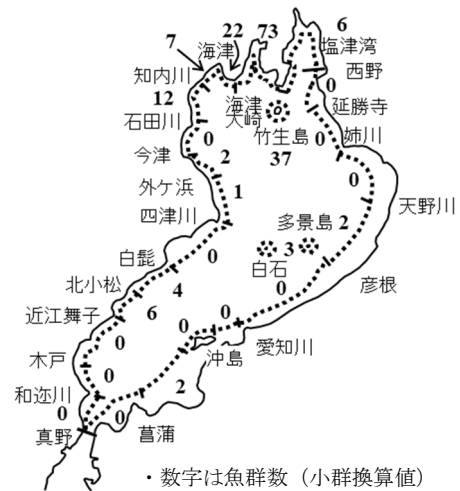 7
海津
22
73
6
塩津湾
知内川
西野
0
12
海津
大崎
延勝寺
石田川
0
竹生島
0
姉川
今津
2
37
外ケ浜
0
1
四津川
多景島
2
天野川
白髭
0
3
白石
彦根
北小松
4
0
近江舞子
6
0
0
0
愛知川
沖島
木戸
0
和迩川
0
2
0
0
真野
菖蒲
・数字は魚群数（小群換算値）